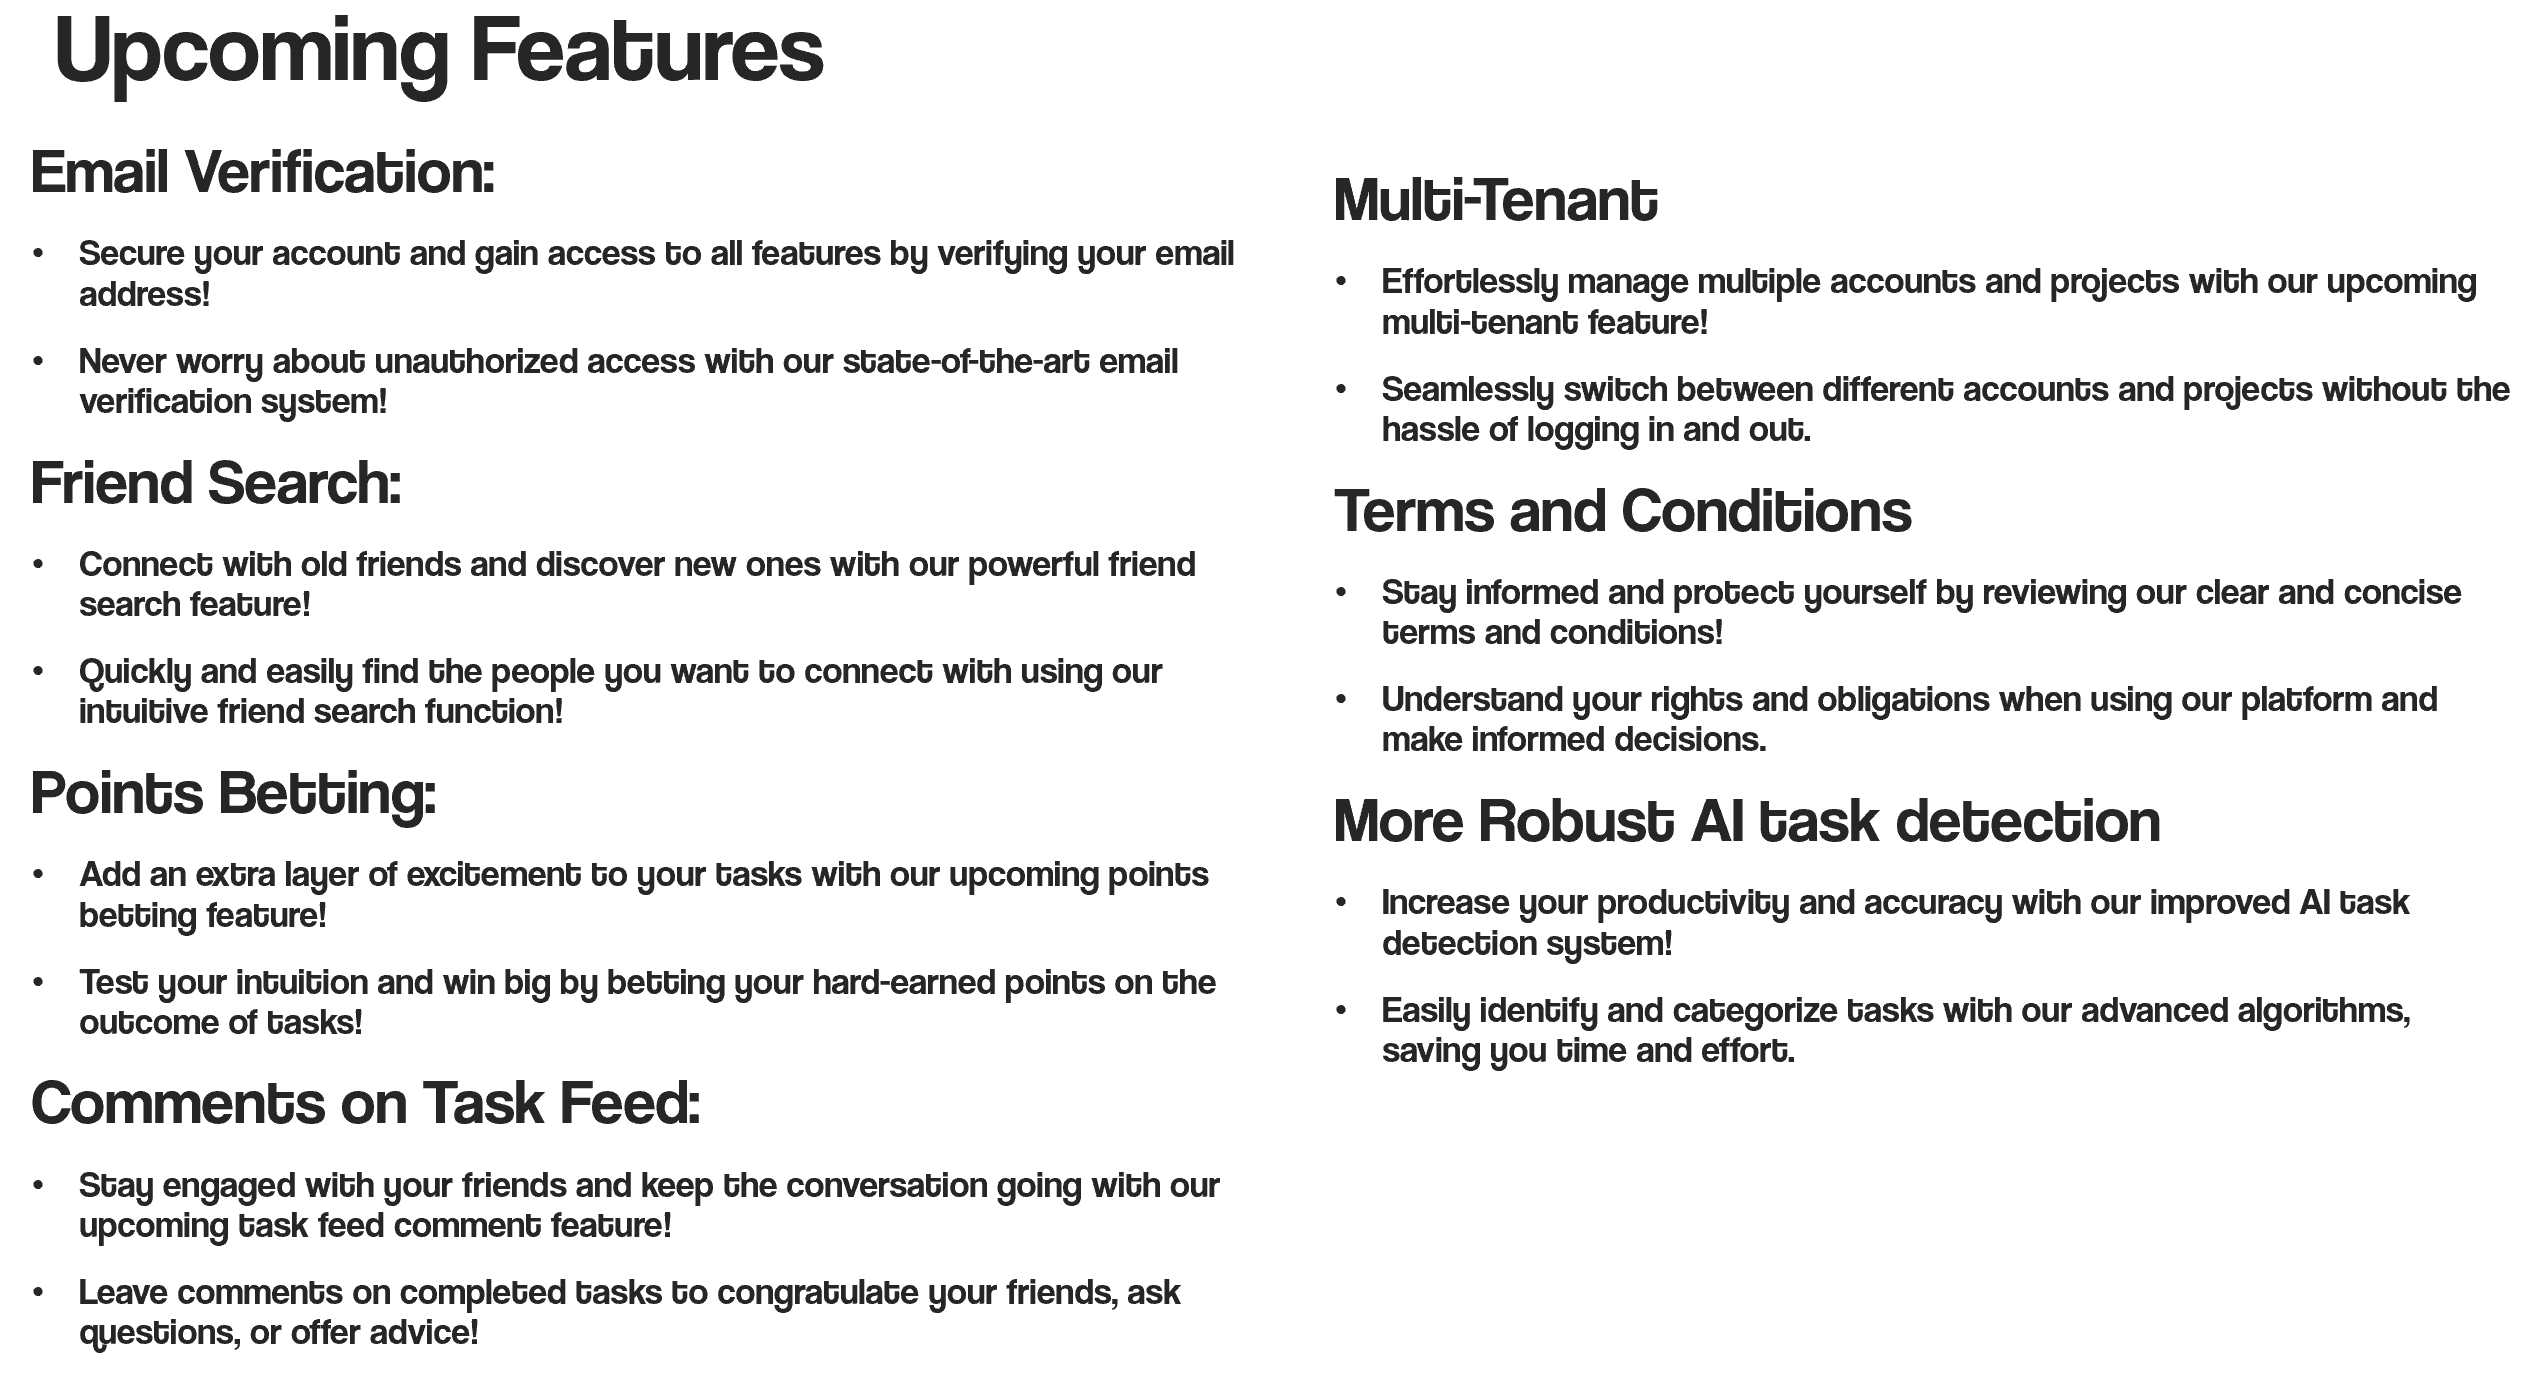 Upcoming Features
Email Verification:
• Secure your account and gain access to all features by verifying your email
address!
• Never worry about unauthorized access with our state-of-the-art email
verification system!
Friend Search:
• Connect with old friends and discover new ones with our powerful friend
search feature!
• Quickly and easily find the people you want to connect with using our
intuitive friend search function!
Points Betting:
• Add an extra layer of excitement to your tasks with our upcoming points
betting feature!
• Test your intuition and win big by betting your hard-earned points on the
outcome of tasks!
Comments on Task Feed:
• Stay engaged with your friends and keep the conversation going with our
upcoming task feed comment feature!
• Leave comments on completed tasks to congratulate your friends, ask
questions, or offer advice!
Multi-Tenant
• Effortlessly manage multiple accounts and projects with our upcoming
multi-tenant feature!
• Seamlessly switch between different accounts and projects without the
hassle of logging in and out.
Terms and Conditions
• Stay informed and protect yourself by reviewing our clear and concise
terms and conditions!
• Understand your rights and obligations when using our platform and
make informed decisions.
More Robust AI task detection
• Increase your productivity and accuracy with our improved AI task
detection system!
• Easily identify and categorize tasks with our advanced algorithms,
saving you time and effort.